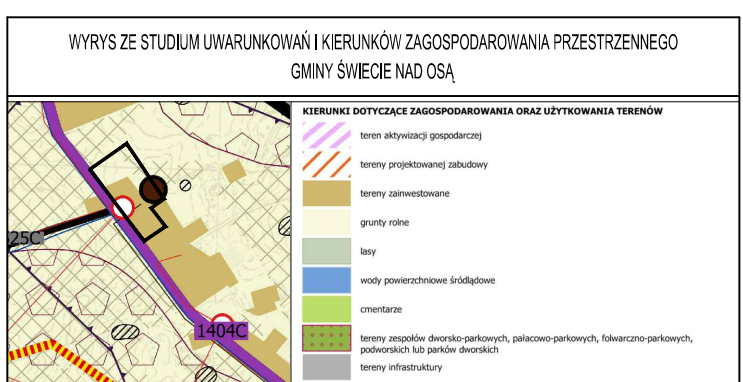 WYRYS ZE STUDIUM UWARUNKOWAŃ I KIERUNKÓW ZAGOSPODAROWANIA PRZESTRZENNEGO
GMINY ŚWIECIE NAD OSĄ
KIERUNKI DOTYCZĄCE ZAGOSPODAROWANIA ORAZ UŻYTKOWANIA TERENÓW
teren aktywizacji gospodarczej
tereny projektowanej zabudowy
tereny zainwestowane
grunty rolne
lasy
wody powierzchniowe śródlądowe
cmentarze
tereny zespołów dworsko-parkowych, pałacowo-parkowych, folwarczno-parkowych,
podworskich lub parków dworskich
tereny infrastruktury
25C
1404C